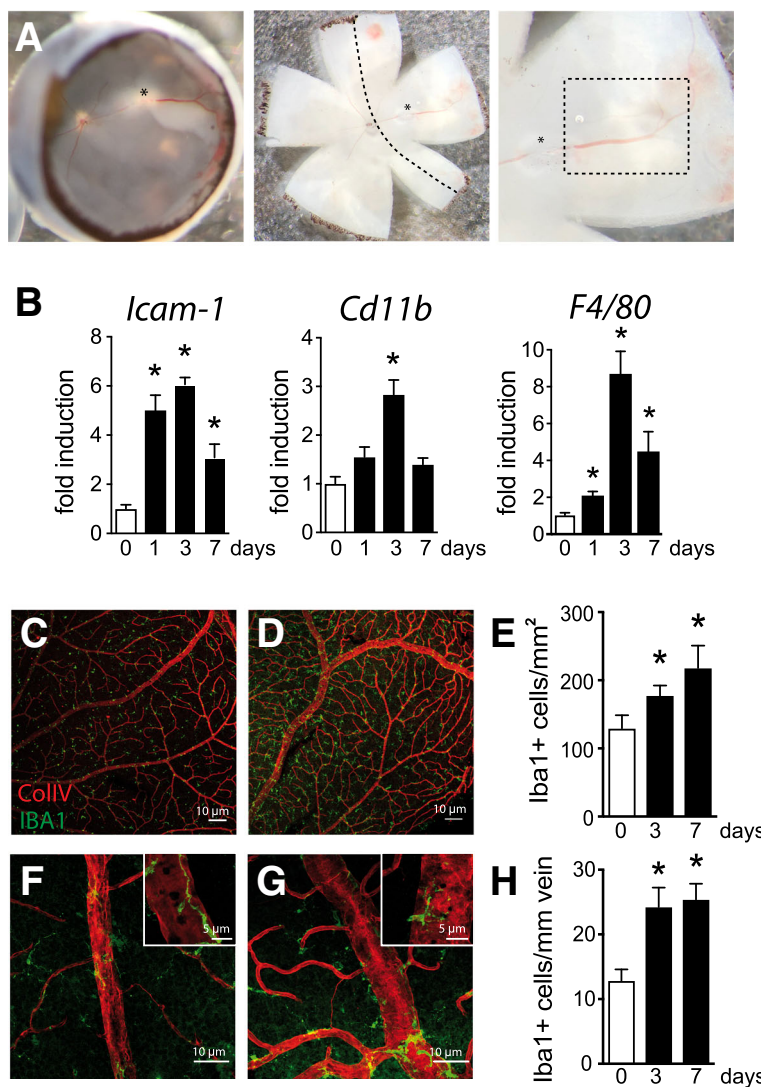 A
*
*
*
B
Icam-1
Cd11b
F4/80
fold induction
8
6
4
2
0
*
*
*
0 1 3 7 days
fold induction
4
3
2
1
0
*
0 1 3 7 days
fold induction
10
8
6
4
2
0
*
*
*
0 1 3 7 days
C
ColIV
IBA1
10 µm
D
10 µm
E
Iba1+ cells/mm²
300
200
100
0
*
*
0 3 7 days
F
5 µm
10 µm
G
5 µm
10 µm
H
Iba1+ cells/mm vein
30
20
10
0
*
*
0 3 7 days